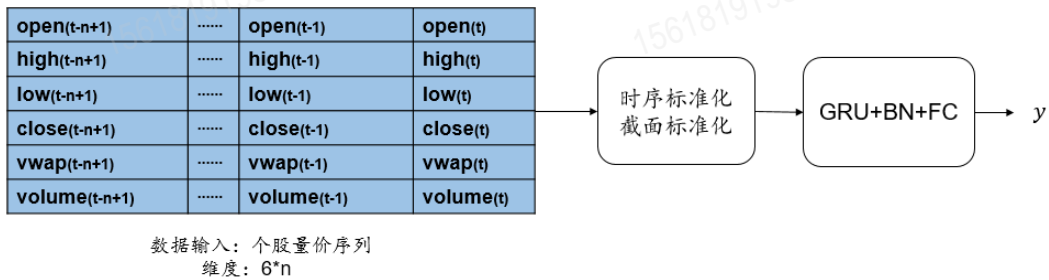 open(t-n+1) ...... open(t-1) open(t)
high(t-n+1) ...... high(t-1) high(t)
low(t-n+1) ...... low(t-1) low(t)
close(t-n+1) ...... close(t-1) close(t)
vwap(t-n+1) ...... vwap(t-1) vwap(t)
volume(t-n+1) ...... volume(t-1) volume(t)
时序标准化
截面标准化
GRU+BN+FC
y
数据输入：个股量价序列
维度：6*n